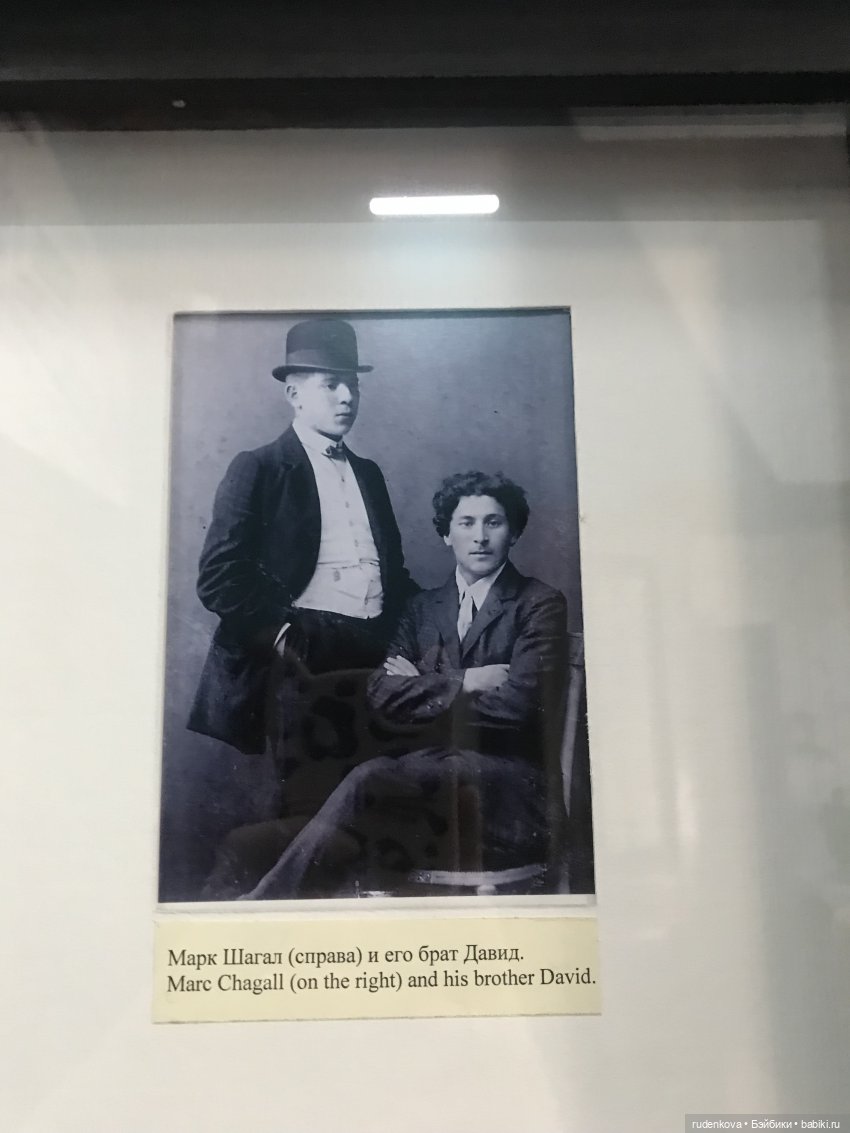 Марк Шагал (справа) и его брат Давид.
Marc Chagall (on the right) and his brother David.
rudenkova • Бэйбики • babiki.ru